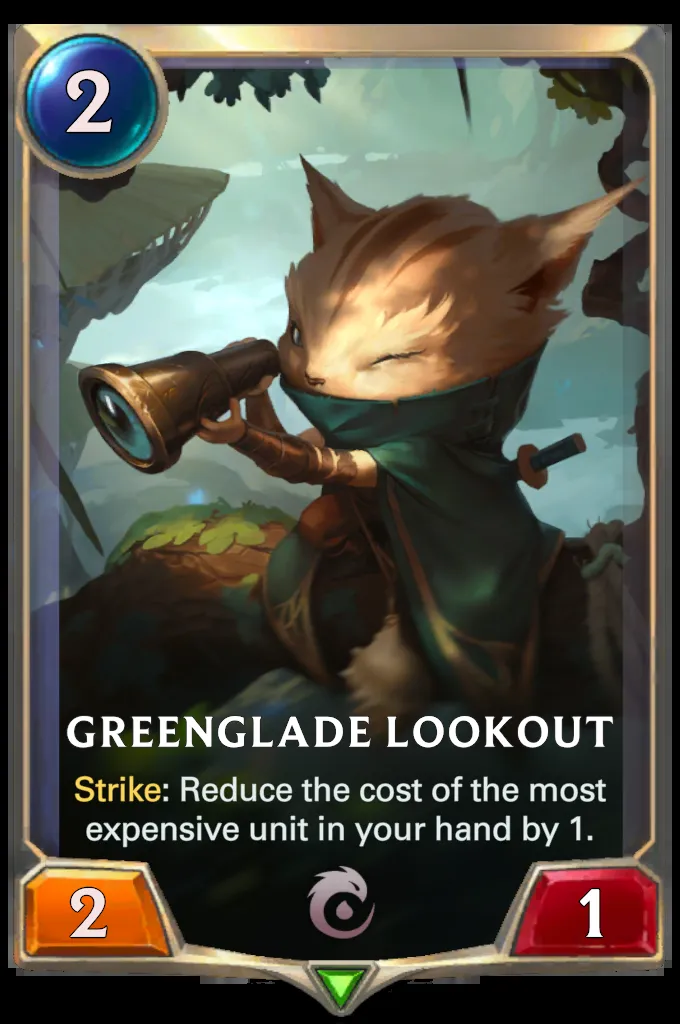 2
GREENGLADE LOOKOUT
Strike: Reduce the cost of the most
expensive unit in your hand by 1.
2
1